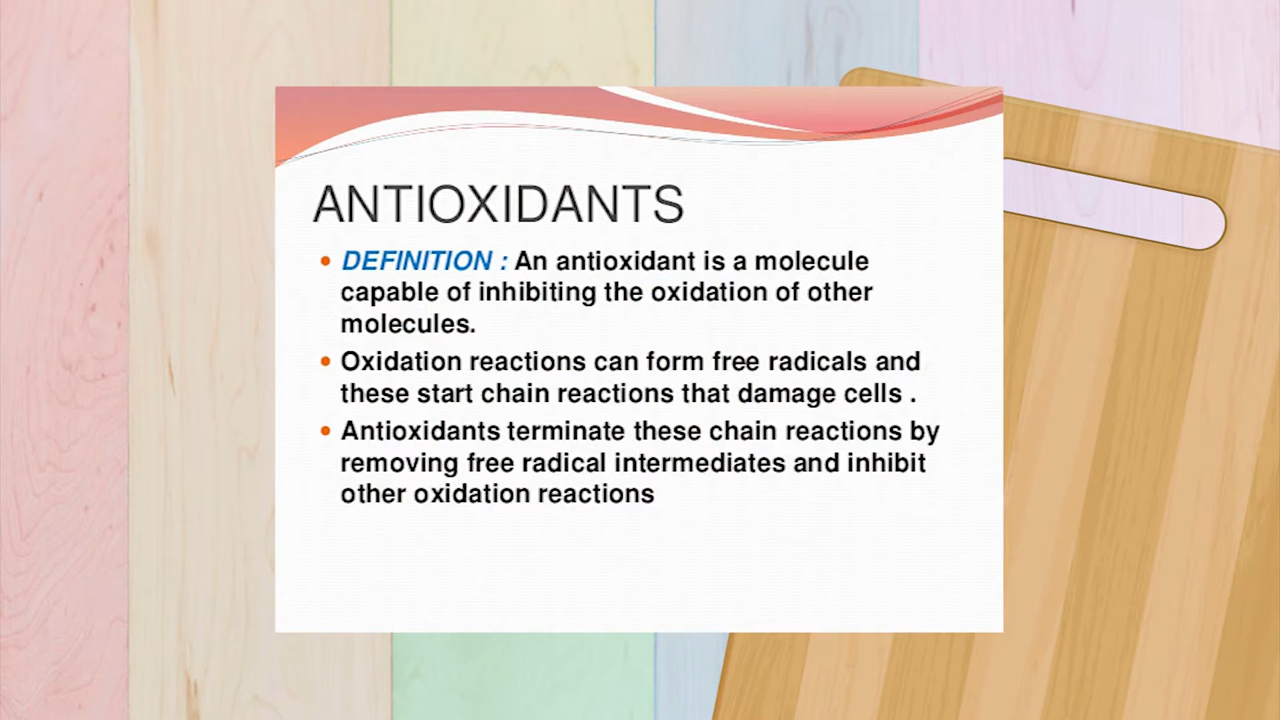 ANTIOXIDANTS
• DEFINITION : An antioxidant is a molecule
capable of inhibiting the oxidation of other
molecules.
• Oxidation reactions can form free radicals and
these start chain reactions that damage cells .
• Antioxidants terminate these chain reactions by
removing free radical intermediates and inhibit
other oxidation reactions